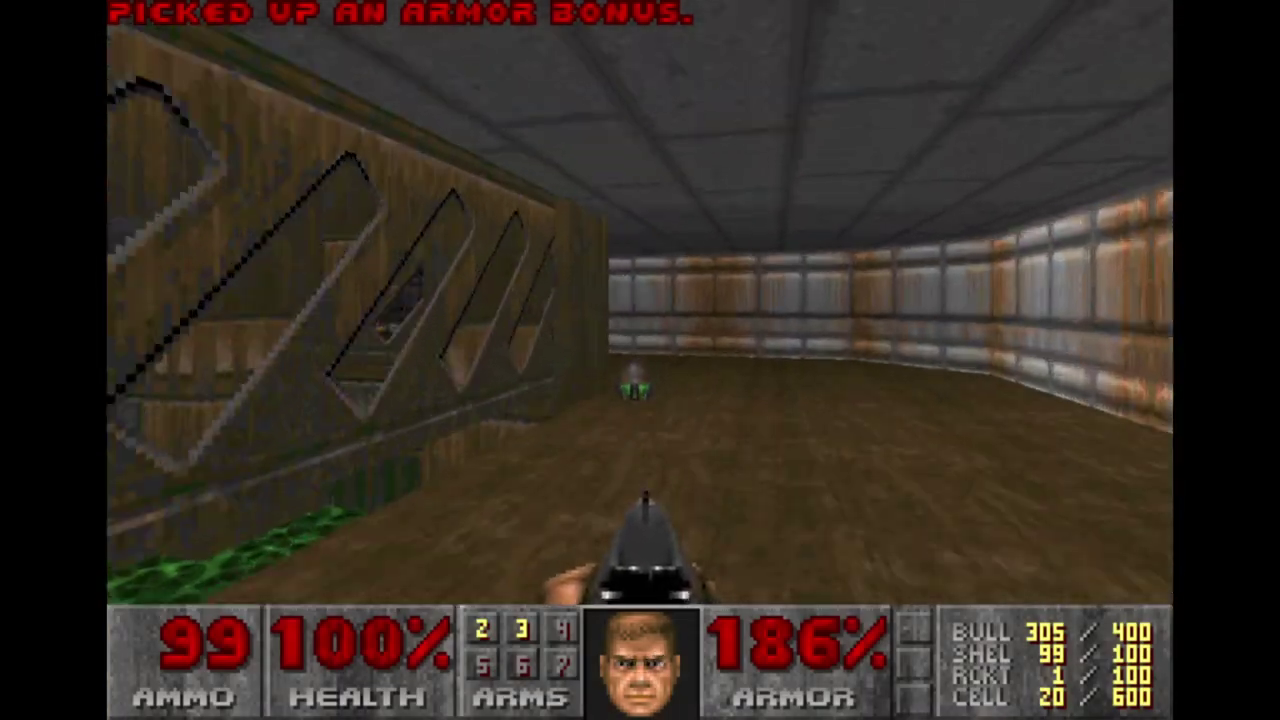 PICKED UP AN ARMOR BONUS.
99 100% 2 3 4 186% BULL 305 / 400
5 6 7 SHEL 99 / 100
RCKT 1 / 100
AMMO HEALTH ARMS ARMOR CELL 20 / 600